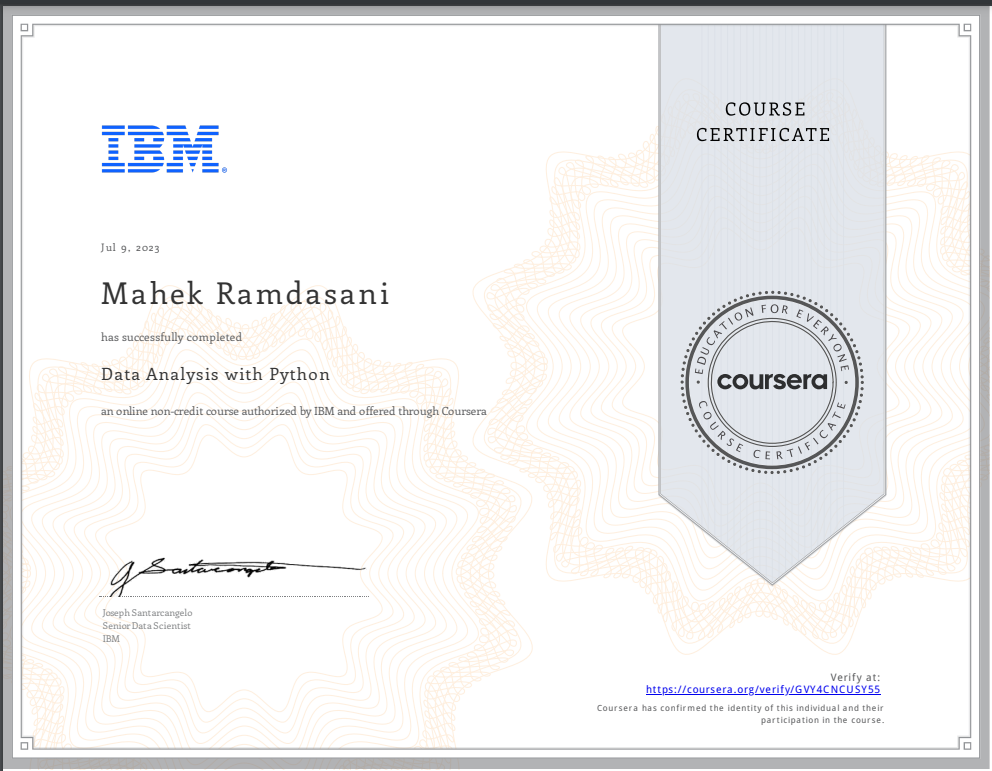 COURSE
CERTIFICATE
IBM®
Jul 9, 2023
Mahek Ramdasani
has successfully completed
Data Analysis with Python
an online non-credit course authorized by IBM and offered through Coursera
EDUCATION FOR EVERYONE
coursera
COURSE CERTIFICATE
J Santarcangelo
Joseph Santarcangelo
Senior Data Scientist
IBM
Verify at:
https://coursera.org/verify/GVY4CNCUSY55
Coursera has confirmed the identity of this individual and their
participation in the course.